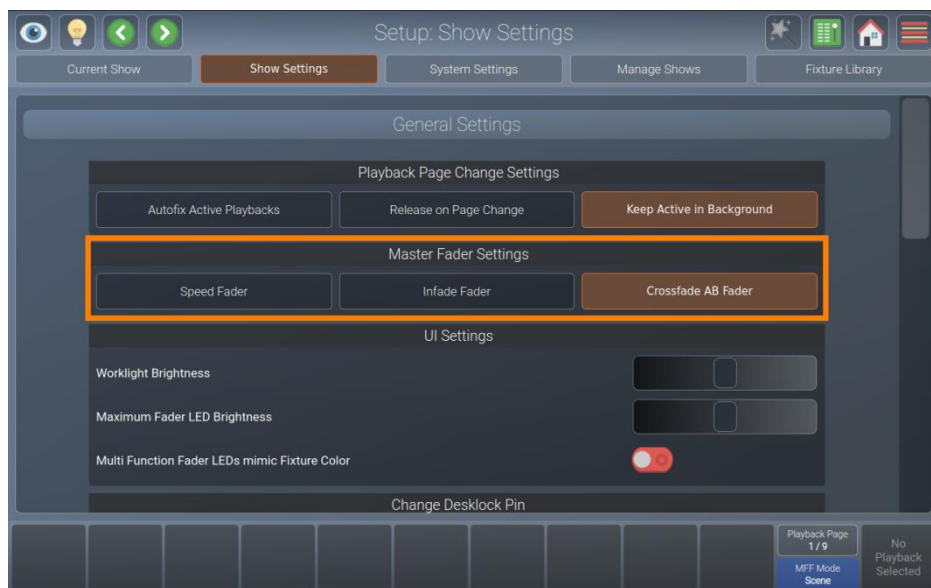 Setup: Show Settings
Current Show
Show Settings
System Settings
Manage Shows
Fixture Library
General Settings
Playback Page Change Settings
Autofix Active Playbacks
Release on Page Change
Keep Active in Background
Master Fader Settings
Speed Fader
Infade Fader
Crossfade AB Fader
UI Settings
Worklight Brightness
Maximum Fader LED Brightness
Multi Function Fader LEDs mimic Fixture Color
Change Desklock Pin
Playback Page
1 / 9
MFF Mode
Scene
No
Playback
Selected